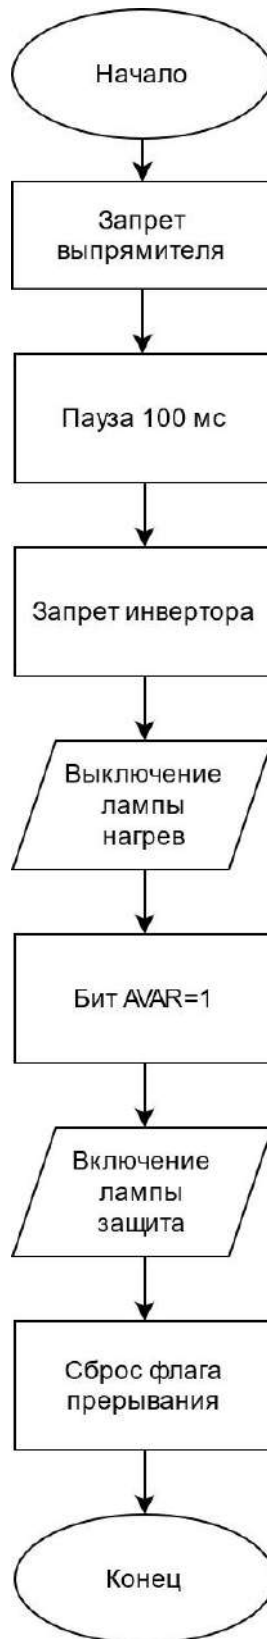 Начало
Запрет
выпрямителя
Пауза 100 мс
Запрет инвертора
Выключение
лампы
нагрев
Бит AVAR=1
Включение
лампы
защита
Сброс флага
прерывания
Конец